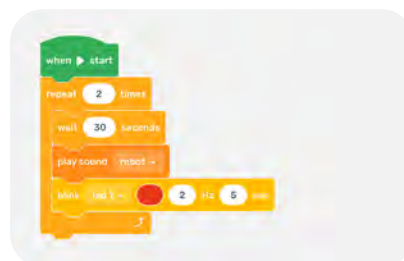 when start
repeat 2 times
wait 30 seconds
play sound robot
blink led 1 2 Hz 5 sec